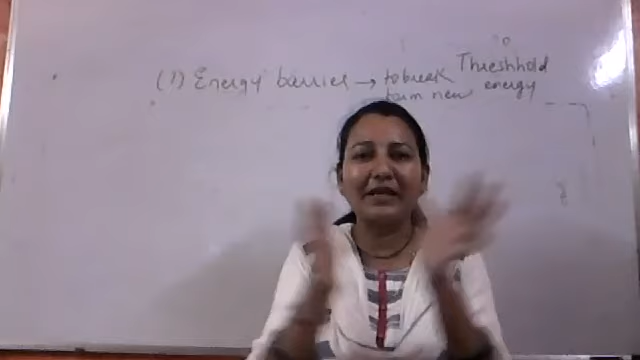 (1) Energy barrier → to break Threshhold
form new energy